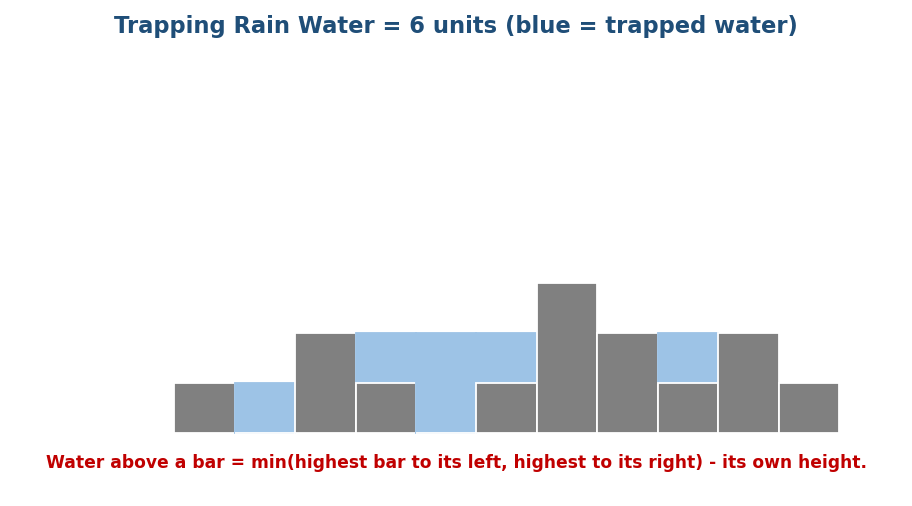 Trapping Rain Water = 6 units (blue = trapped water)
Water above a bar = min(highest bar to its left, highest to its right) - its own height.